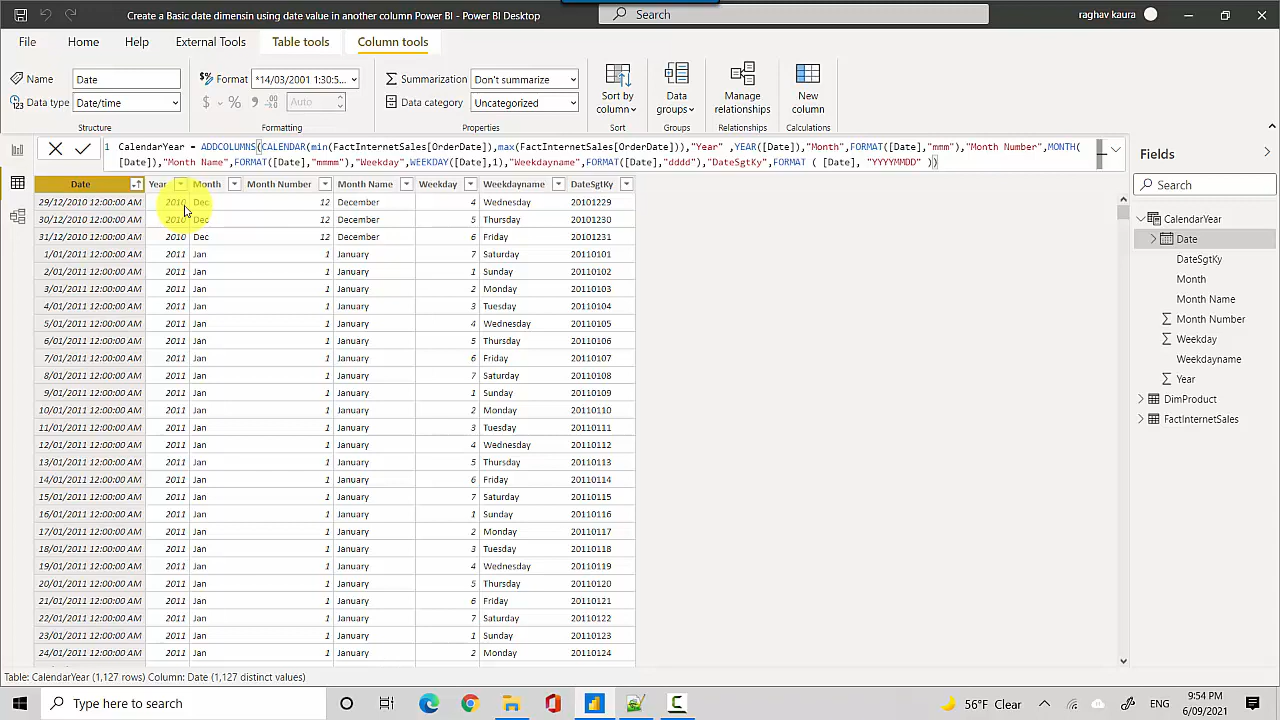 Create a Basic date dimensin using date value in another column Power BI - Power BI Desktop
Search
raghav kaura
File
Home
Help
External Tools
Table tools
Column tools
Name
Date
Format
*14/03/2001 1:30:5...
Summarization
Don't summarize
Data type
Date/time
$
%
Auto
Data category
Uncategorized
Sort by
column
Data
groups
Manage
relationships
New
column
Structure
Formatting
Properties
Sort
Groups
Relationships
Calculations
1 CalendarYear = ADDCOLUMNS(CALENDAR(min(FactInternetSales[OrderDate]),max(FactInternetSales[OrderDate])),"Year" ,YEAR([Date]),"Month",FORMAT([Date],"mmm"),"Month Number",MONTH(
[Date]),"Month Name",FORMAT([Date],"mmmm"),"Weekday",WEEKDAY([Date],1),"Weekdayname",FORMAT([Date],"dddd"),"DateSgtKy",FORMAT ( [Date], "YYYYMMDD" ))
Date Year Month Month Number Month Name Weekday Weekdayname DateSgtKy
29/12/2010 12:00:00 AM 2010 Dec 12 December 4 Wednesday 20101229
30/12/2010 12:00:00 AM 2010 Dec 12 December 5 Thursday 20101230
31/12/2010 12:00:00 AM 2010 Dec 12 December 6 Friday 20101231
1/01/2011 12:00:00 AM 2011 Jan 1 January 7 Saturday 20110101
2/01/2011 12:00:00 AM 2011 Jan 1 January 1 Sunday 20110102
3/01/2011 12:00:00 AM 2011 Jan 1 January 2 Monday 20110103
4/01/2011 12:00:00 AM 2011 Jan 1 January 3 Tuesday 20110104
5/01/2011 12:00:00 AM 2011 Jan 1 January 4 Wednesday 20110105
6/01/2011 12:00:00 AM 2011 Jan 1 January 5 Thursday 20110106
7/01/2011 12:00:00 AM 2011 Jan 1 January 6 Friday 20110107
8/01/2011 12:00:00 AM 2011 Jan 1 January 7 Saturday 20110108
9/01/2011 12:00:00 AM 2011 Jan 1 January 1 Sunday 20110109
10/01/2011 12:00:00 AM 2011 Jan 1 January 2 Monday 20110110
11/01/2011 12:00:00 AM 2011 Jan 1 January 3 Tuesday 20110111
12/01/2011 12:00:00 AM 2011 Jan 1 January 4 Wednesday 20110112
13/01/2011 12:00:00 AM 2011 Jan 1 January 5 Thursday 20110113
14/01/2011 12:00:00 AM 2011 Jan 1 January 6 Friday 20110114
15/01/2011 12:00:00 AM 2011 Jan 1 January 7 Saturday 20110115
16/01/2011 12:00:00 AM 2011 Jan 1 January 1 Sunday 20110116
17/01/2011 12:00:00 AM 2011 Jan 1 January 2 Monday 20110117
18/01/2011 12:00:00 AM 2011 Jan 1 January 3 Tuesday 20110118
19/01/2011 12:00:00 AM 2011 Jan 1 January 4 Wednesday 20110119
20/01/2011 12:00:00 AM 2011 Jan 1 January 5 Thursday 20110120
21/01/2011 12:00:00 AM 2011 Jan 1 January 6 Friday 20110121
22/01/2011 12:00:00 AM 2011 Jan 1 January 7 Saturday 20110122
23/01/2011 12:00:00 AM 2011 Jan 1 January 1 Sunday 20110123
24/01/2011 12:00:00 AM 2011 Jan 1 January 2 Monday 20110124
Fields
Search
CalendarYear
Date
DateSgtKy
Month
Month Name
Month Number
Weekday
Weekdayname
Year
DimProduct
FactInternetSales
Table: CalendarYear (1,127 rows) Column: Date (1,127 distinct values)
Type here to search
56°F Clear
ENG
9:54 PM
6/09/2021